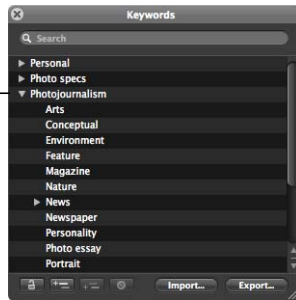 Keywords
Search
Personal
Photo specs
Photojournalism
Arts
Conceptual
Environment
Feature
Magazine
Nature
News
Newspaper
Personality
Photo essay
Portrait
Import... Export...